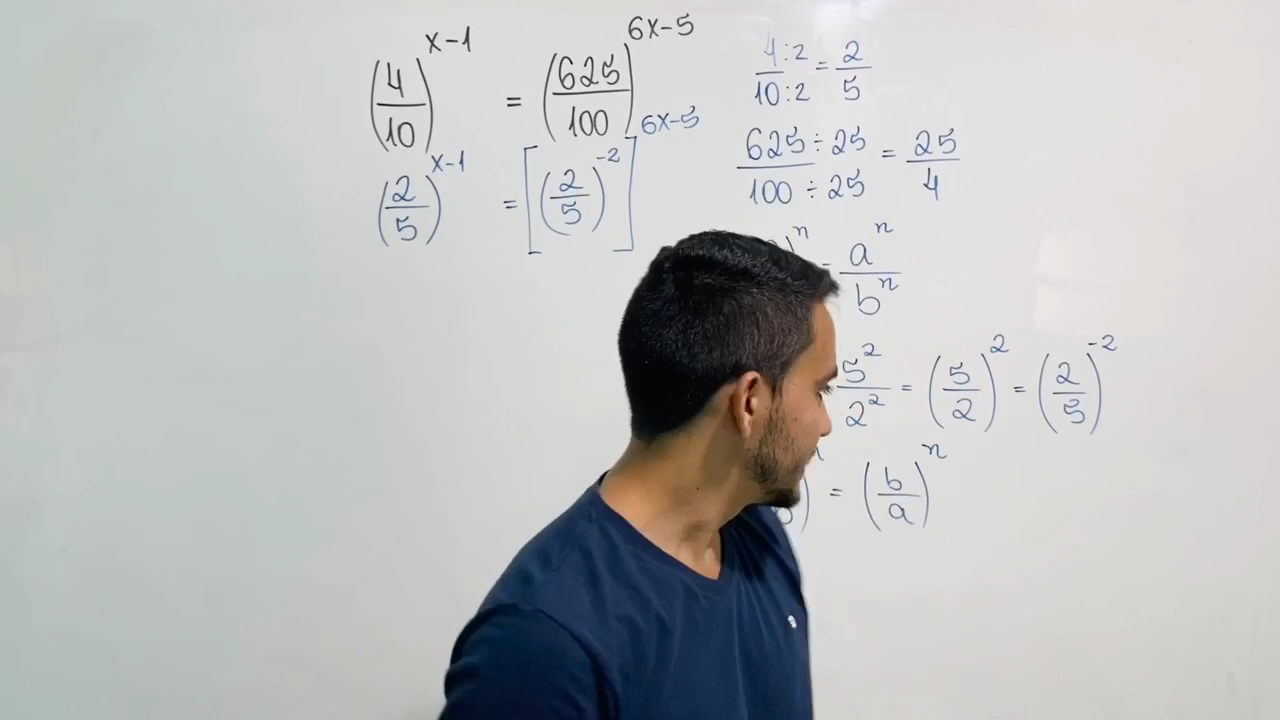 (4/10)^(x-1) = (625/100)^(6x-5)
(2/5)^(x-1) = [(2/5)^(-2)]^(6x-5)
4:2/10:2 = 2/5
625÷25/100÷25 = 25/4
)^n = a^n/b^n
5^2/2^2 = (5/2)^2 = (2/5)^(-2)
) = (b/a)^n